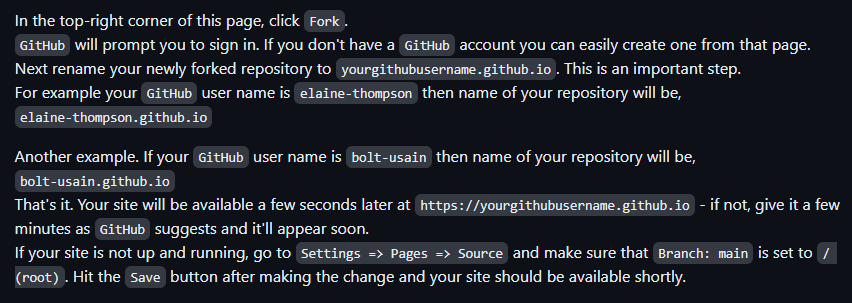 In the top-right corner of this page, click Fork.
GitHub will prompt you to sign in. If you don't have a GitHub account you can easily create one from that page.
Next rename your newly forked repository to yourgithubusername.github.io. This is an important step.
For example your GitHub user name is elaine-thompson then name of your repository will be,
elaine-thompson.github.io
Another example. If your GitHub user name is bolt-usain then name of your repository will be,
bolt-usain.github.io
That's it. Your site will be available a few seconds later at https://yourgithubusername.github.io - if not, give it a few
minutes as GitHub suggests and it'll appear soon.
If your site is not up and running, go to Settings => Pages => Source and make sure that Branch: main is set to /
(root). Hit the Save button after making the change and your site should be available shortly.